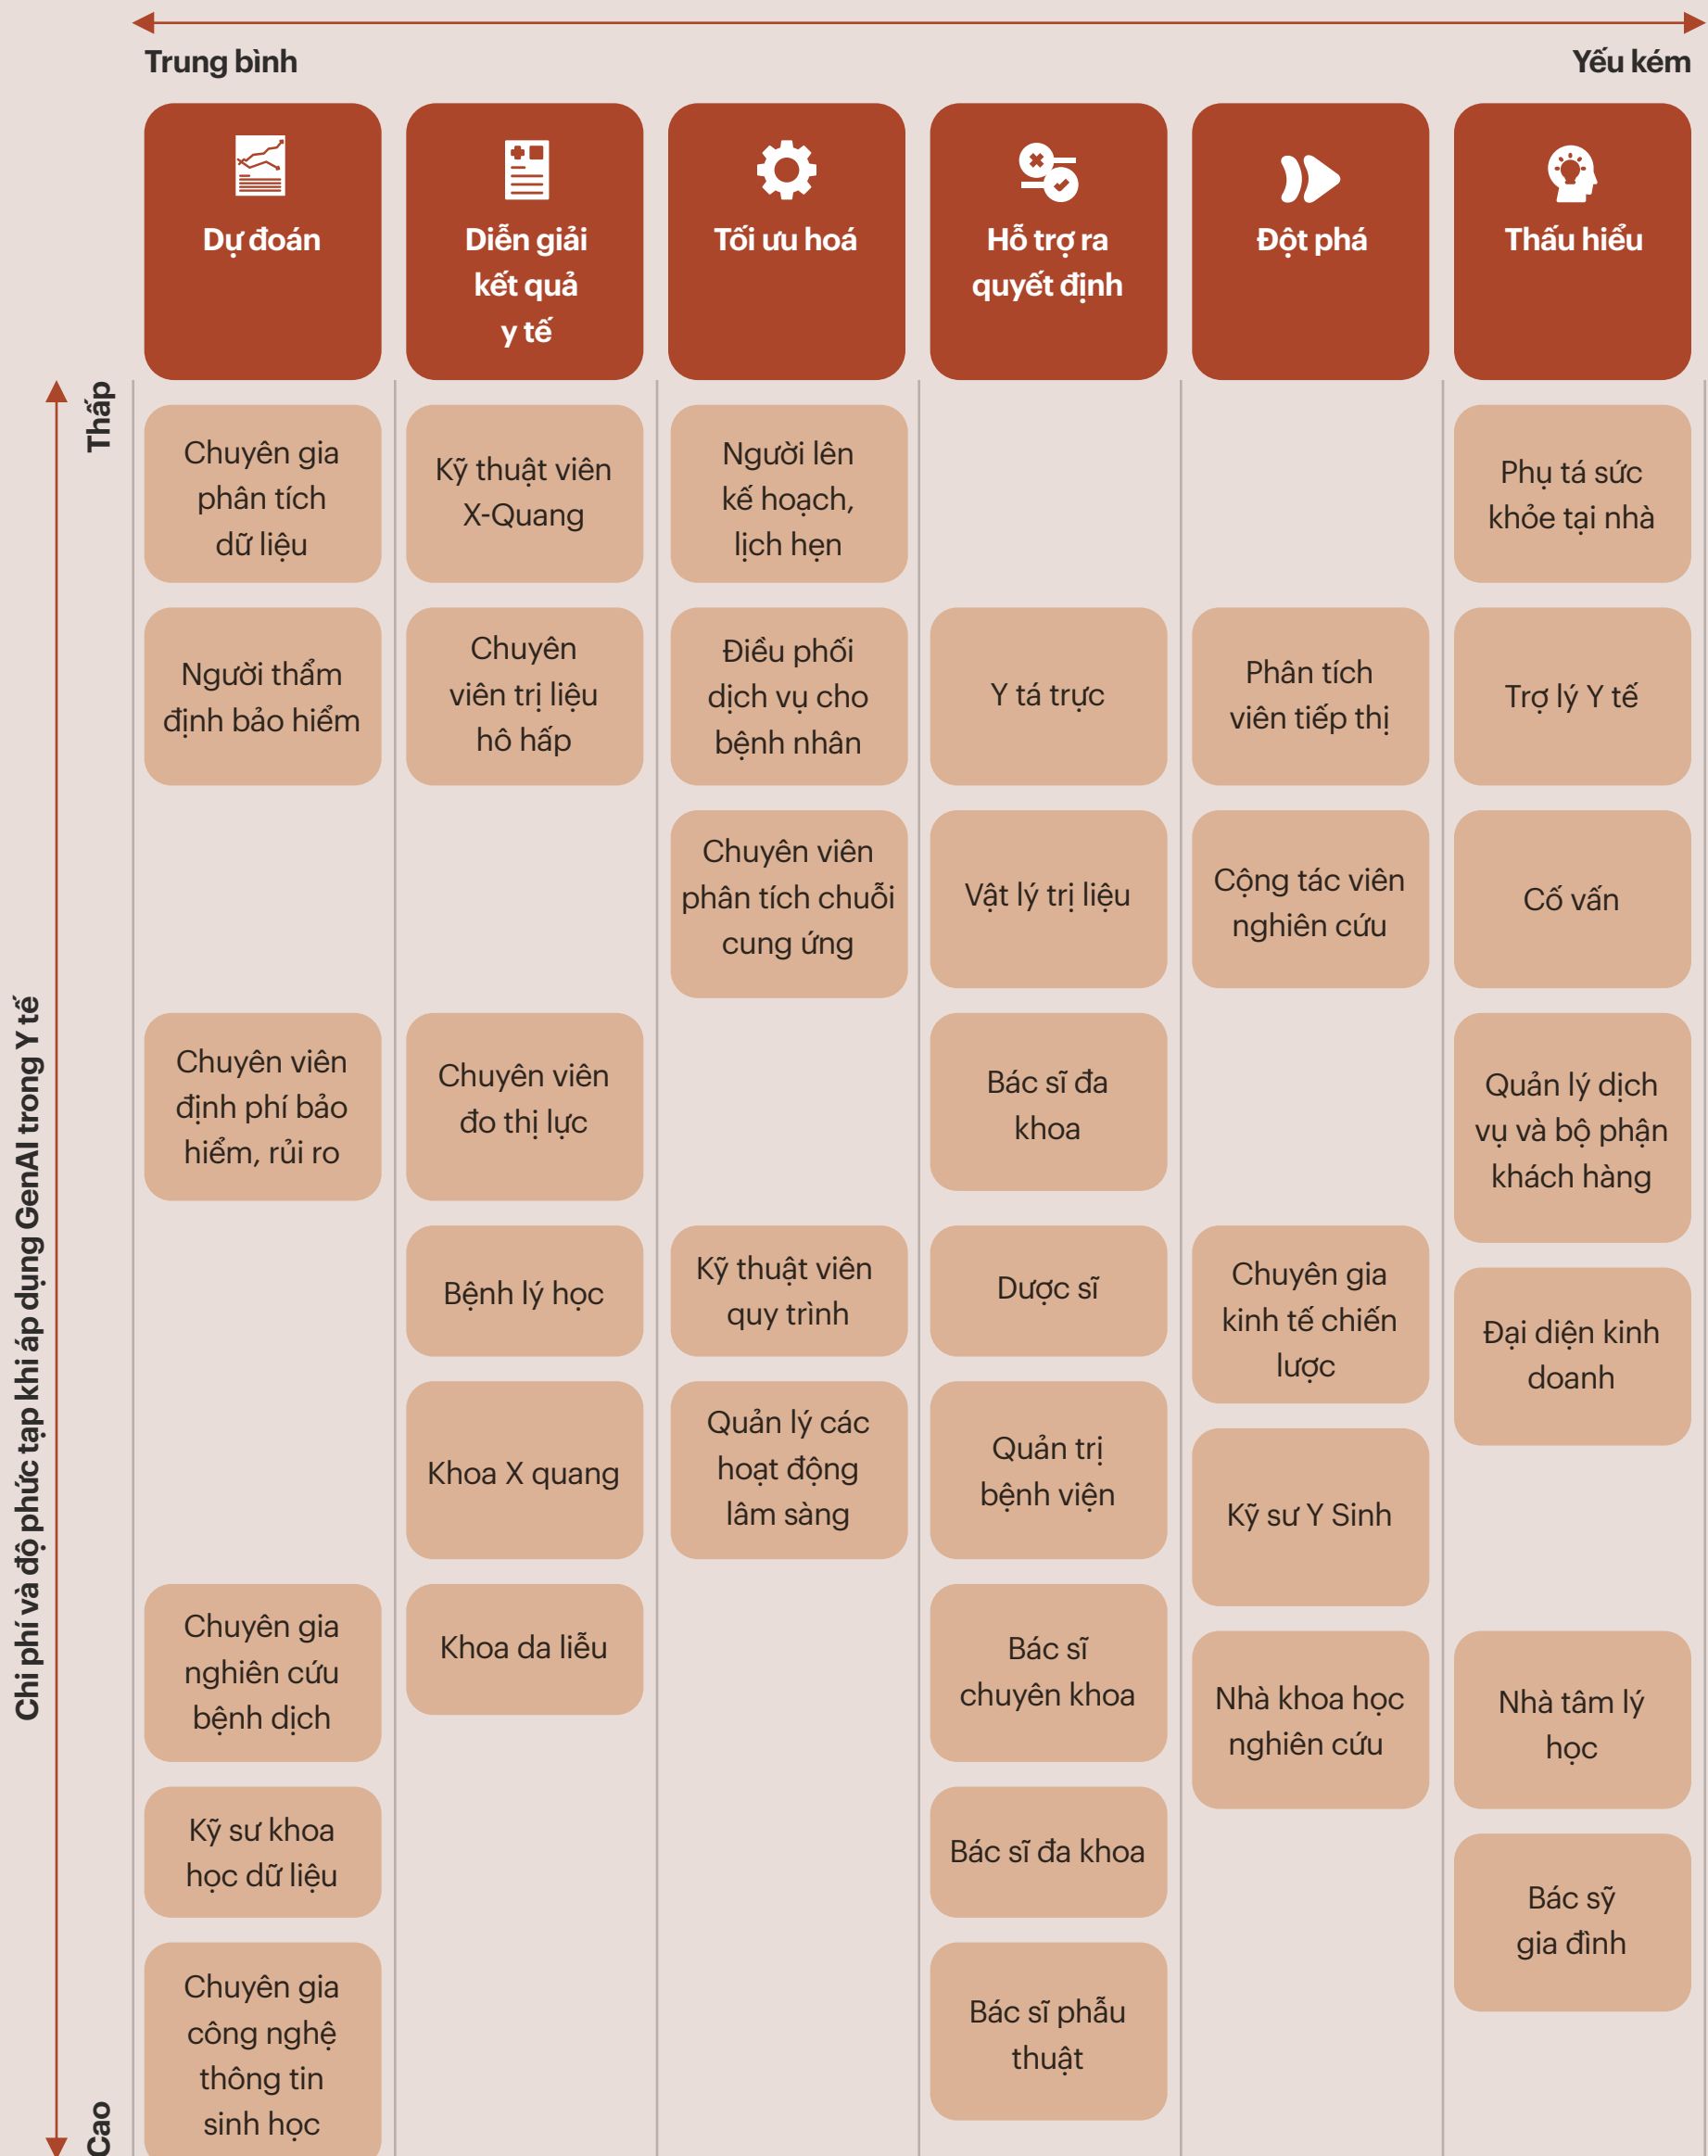 Trung bình
Yếu kém
Dự đoán
Diễn giải
kết quả
y tế
Tối ưu hoá
Hỗ trợ ra
quyết định
Đột phá
Thấu hiểu
Chi phí và độ phức tạp khi áp dụng GenAI trong Y tế
Thấp
Cao
Chuyên gia
phân tích
dữ liệu
Người thẩm
định bảo hiểm
Chuyên viên
định phí bảo
hiểm, rủi ro
Chuyên gia
nghiên cứu
bệnh dịch
Kỹ sư khoa
học dữ liệu
Chuyên gia
công nghệ
thông tin
sinh học
Kỹ thuật viên
X-Quang
Chuyên
viên trị liệu
hô hấp
Chuyên viên
đo thị lực
Bệnh lý học
Khoa X quang
Khoa da liễu
Người lên
kế hoạch,
lịch hẹn
Điều phối
dịch vụ cho
bệnh nhân
Chuyên viên
phân tích chuỗi
cung ứng
Kỹ thuật viên
quy trình
Quản lý các
hoạt động
lâm sàng
Y tá trực
Vật lý trị liệu
Bác sĩ đa
khoa
Dược sĩ
Quản trị
bệnh viện
Bác sĩ
chuyên khoa
Bác sĩ đa khoa
Bác sĩ phẫu
thuật
Phân tích
viên tiếp thị
Cộng tác viên
nghiên cứu
Chuyên gia
kinh tế chiến
lược
Kỹ sư Y Sinh
Nhà khoa học
nghiên cứu
Phụ tá sức
khỏe tại nhà
Trợ lý Y tế
Cố vấn
Quản lý dịch
vụ và bộ phận
khách hàng
Đại diện kinh
doanh
Nhà tâm lý
học
Bác sỹ
gia đình